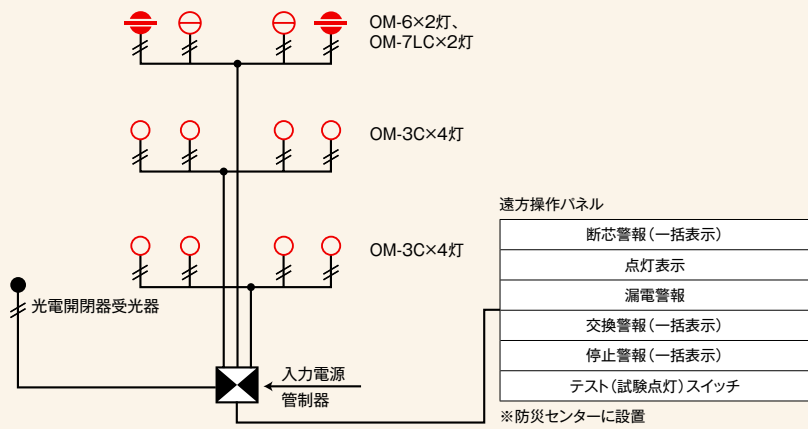 OM-6×2灯、
OM-7LC×2灯
OM-3C×4灯
OM-3C×4灯
光電開閉器受光器
入力電源
管制器
遠方操作パネル
断芯警報（一括表示）
点灯表示
漏電警報
交換警報（一括表示）
停止警報（一括表示）
テスト（試験点灯）スイッチ
※防災センターに設置